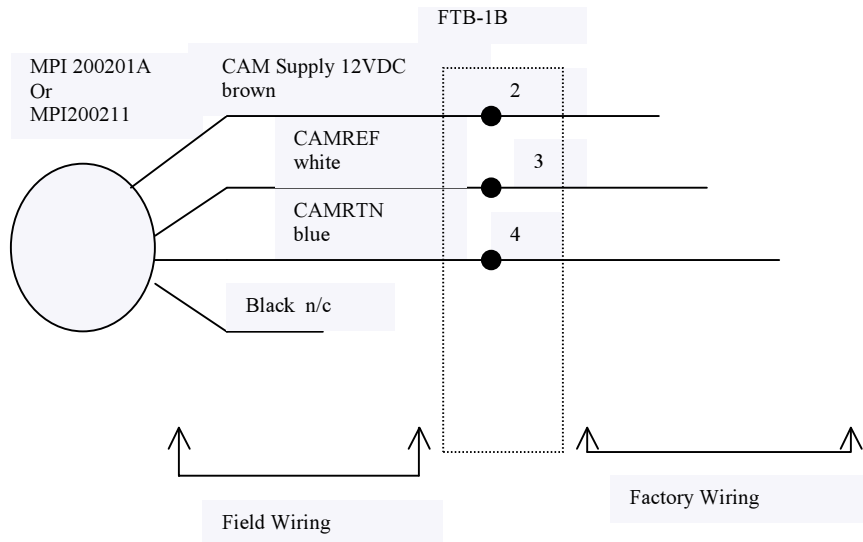 FTB-1B
MPI 200201A
Or
MPI200211
CAM Supply 12VDC
brown
2
CAMREF
white
3
CAMRTN
blue
4
Black  n/c
Field Wiring
Factory Wiring